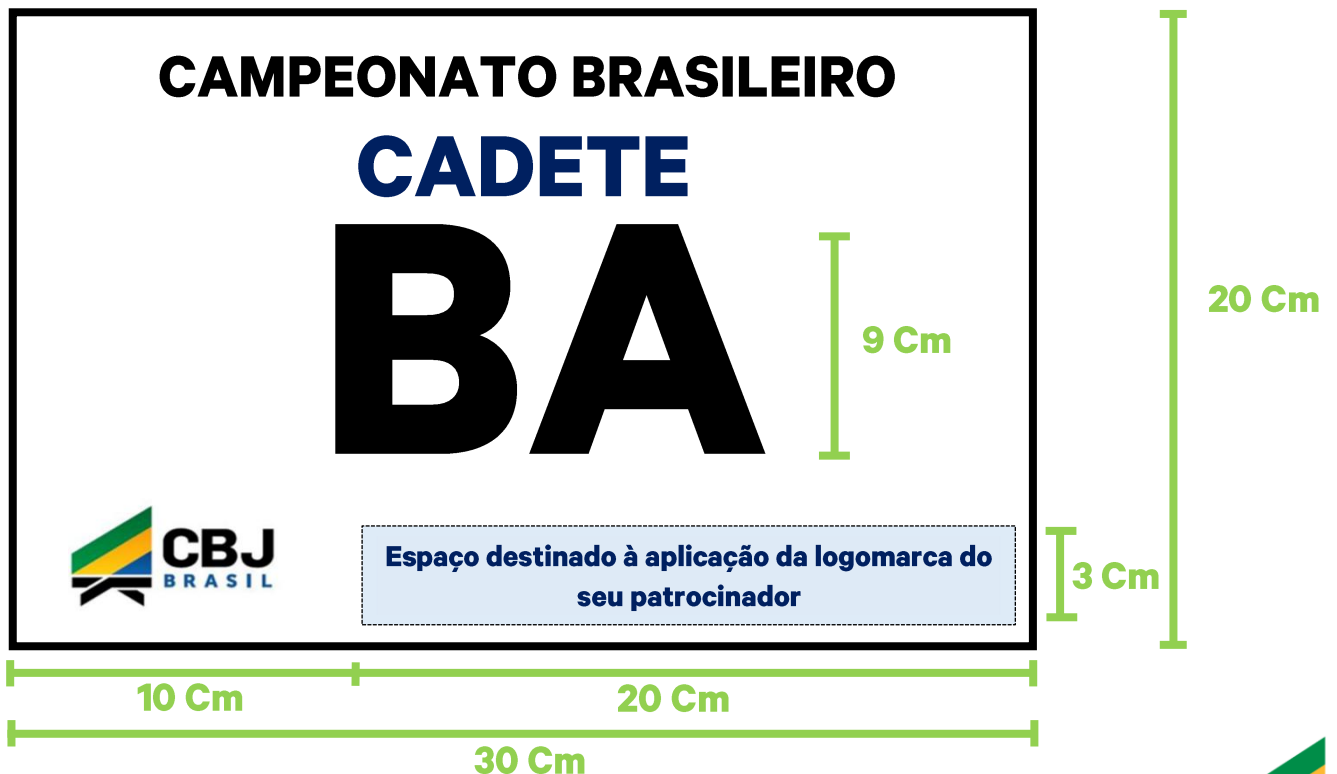 CAMPEONATO BRASILEIRO
CADETE
BA
9 Cm
20 Cm
CBJ
BRASIL
Espaço destinado à aplicação da logomarca do
seu patrocinador
3 Cm
10 Cm
20 Cm
30 Cm